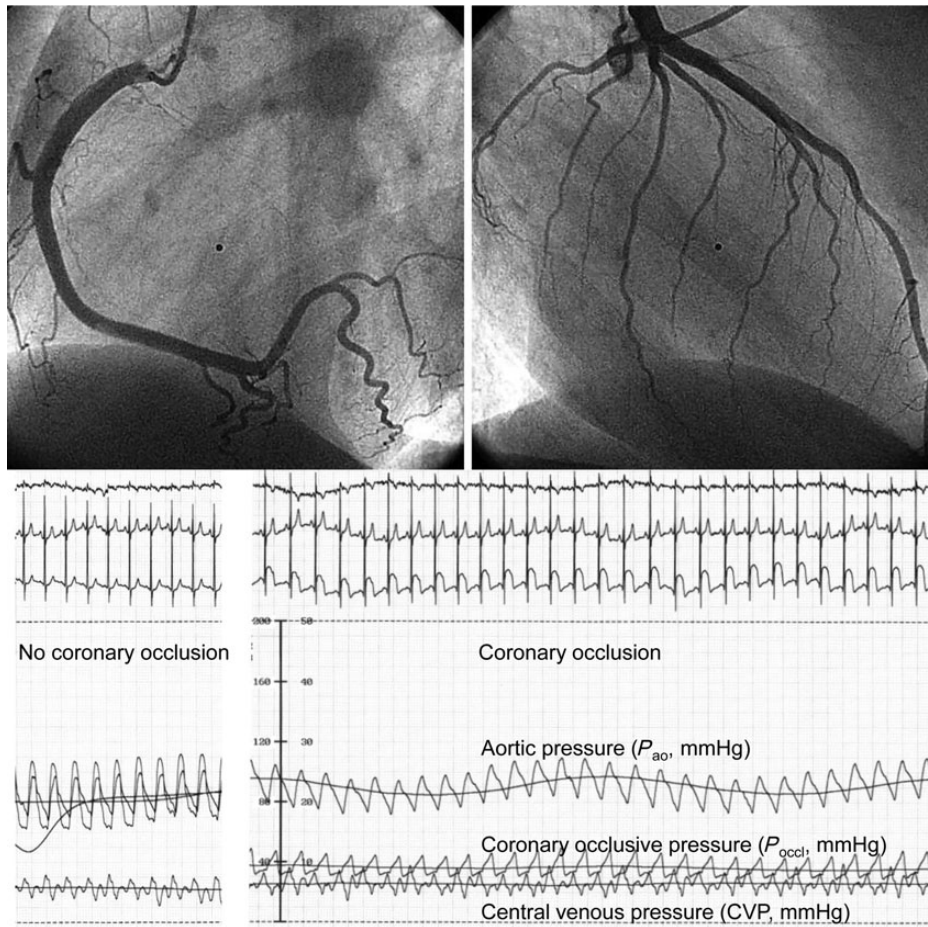 No coronary occlusion
Coronary occlusion
200
50
160
40
120
30
Aortic pressure (Pao, mmHg)
80
20
Coronary occlusive pressure (Poccl, mmHg)
40
10
Central venous pressure (CVP, mmHg)